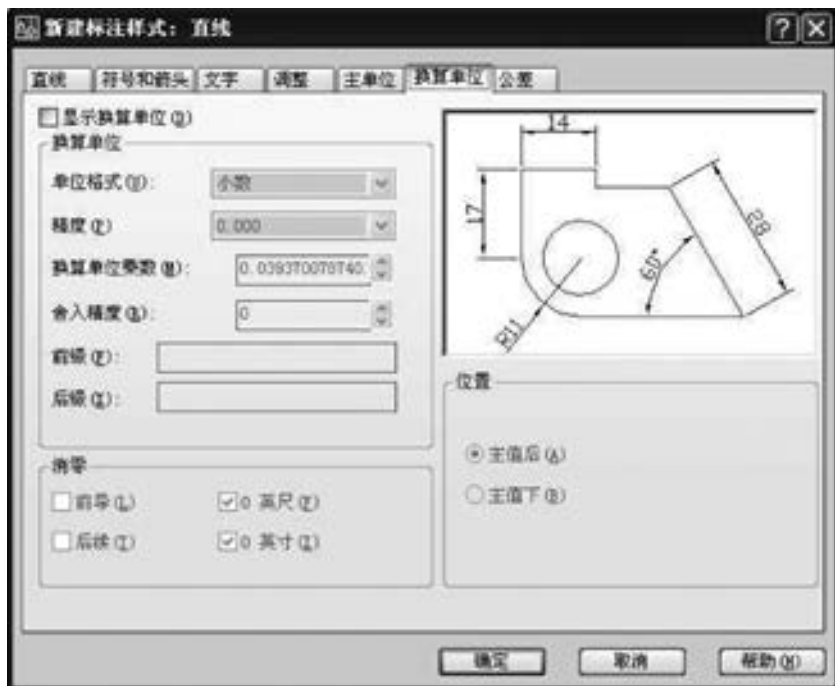 新建标注样式：直线
直线 符号和箭头 文字 调整 主单位 换算单位 公差
显示换算单位(D)
换算单位
单位格式(U): 小数
精度(P) 0.000
换算单位乘数(M): 0.03937007874
舍入精度(R): 0
前缀(F):
后缀(X):
消零
前导(L) 0 英尺(F)
后续(T) 0 英寸(I)
14
17
28
60°
R11
位置
主值后(A)
主值下(B)
确定 取消 帮助(H)